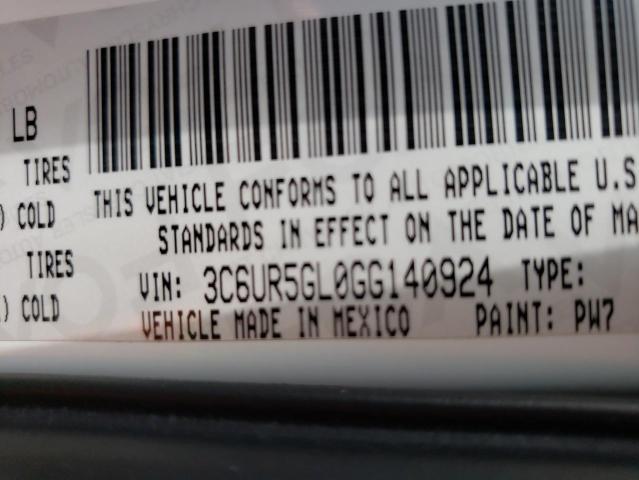 LB
TIRES
) COLD
TIRES
) COLD
THIS VEHICLE CONFORMS TO ALL APPLICABLE U.S
STANDARDS IN EFFECT ON THE DATE OF MA
VIN: 3C6UR5GL0GG140924 TYPE:
VEHICLE MADE IN MEXICO PAINT: PW7